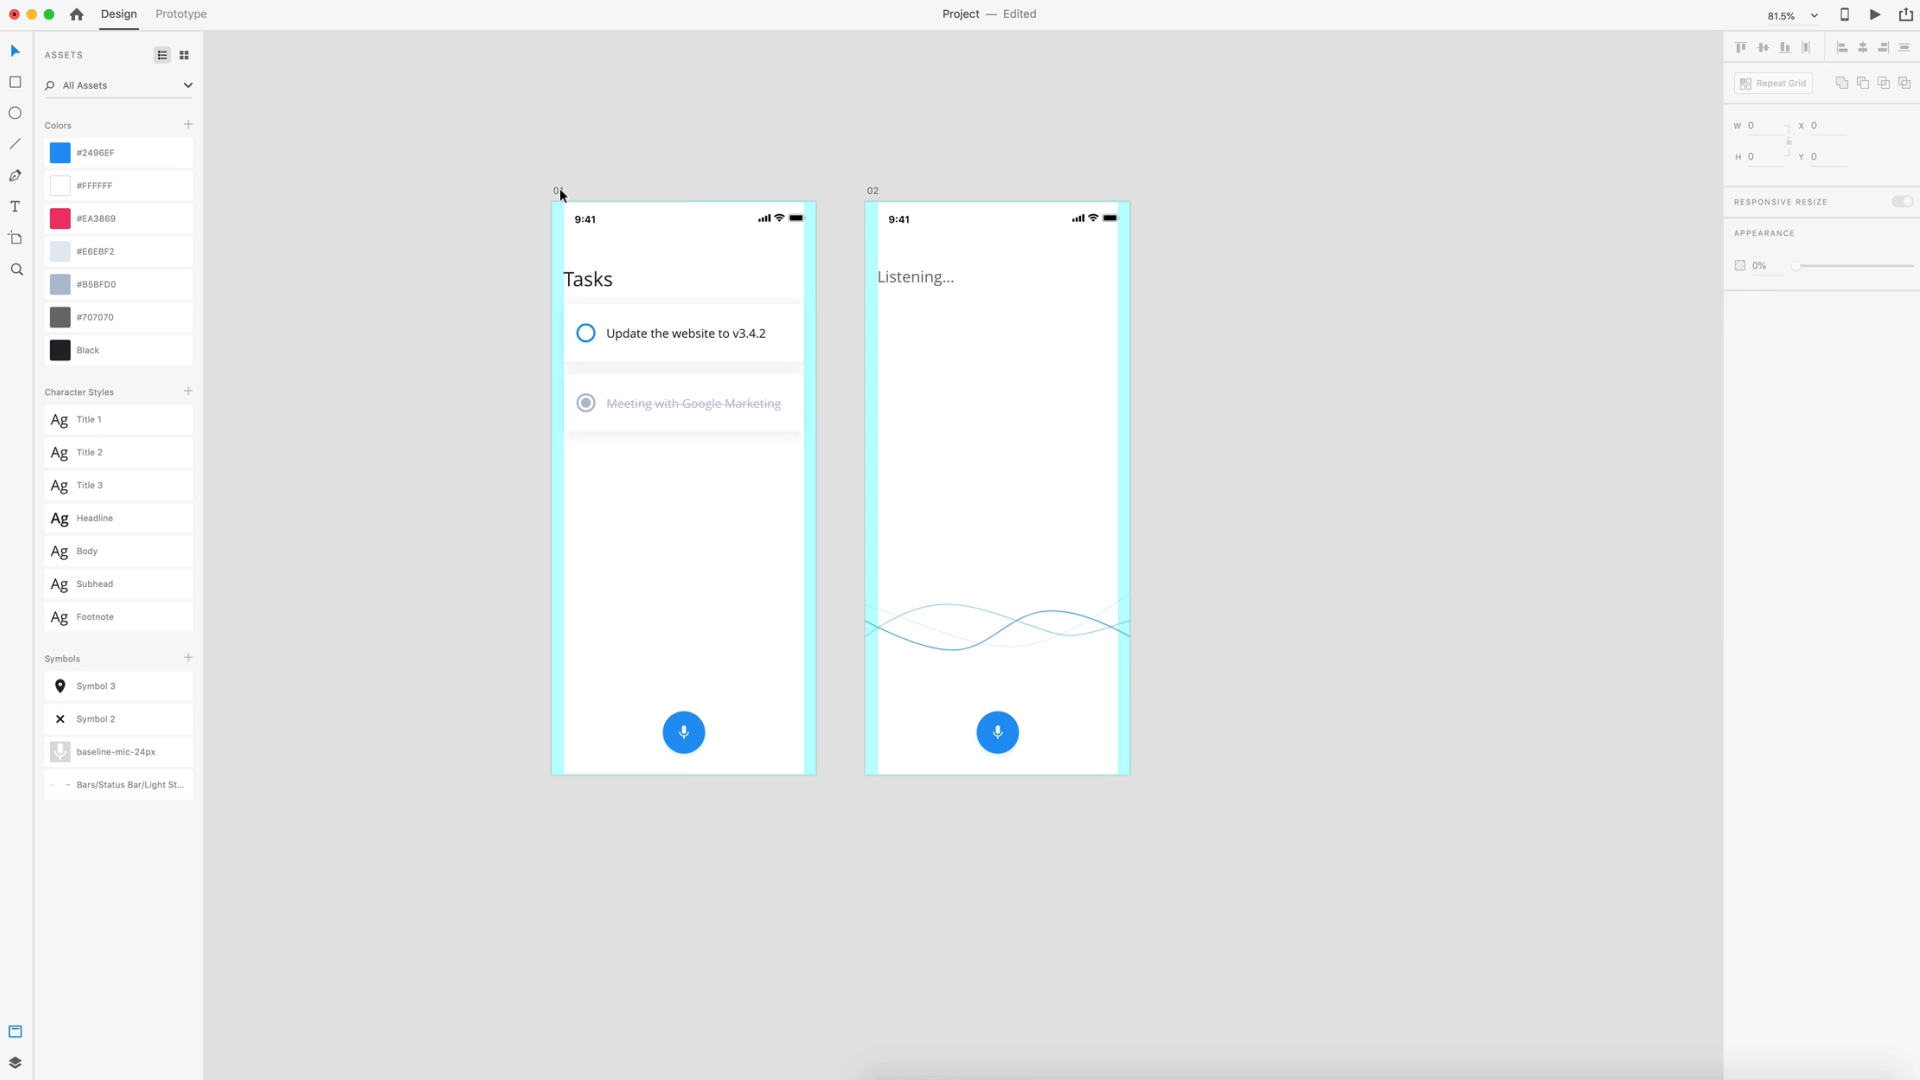 Design
Prototype
Project — Edited
81.5%
ASSETS
All Assets
Colors
#2496EF
#FFFFFF
#EA3869
#E6EBF2
#B5BFD0
#707070
Black
Character Styles
Ag Title 1
Ag Title 2
Ag Title 3
Ag Headline
Ag Body
Ag Subhead
Ag Footnote
Symbols
Symbol 3
Symbol 2
baseline-mic-24px
Bars/Status Bar/Light St...
01
9:41
Tasks
Update the website to v3.4.2
Meeting with Google Marketing
02
9:41
Listening...
Repeat Grid
W 0 X 0
H 0 Y 0
RESPONSIVE RESIZE
APPEARANCE
0%